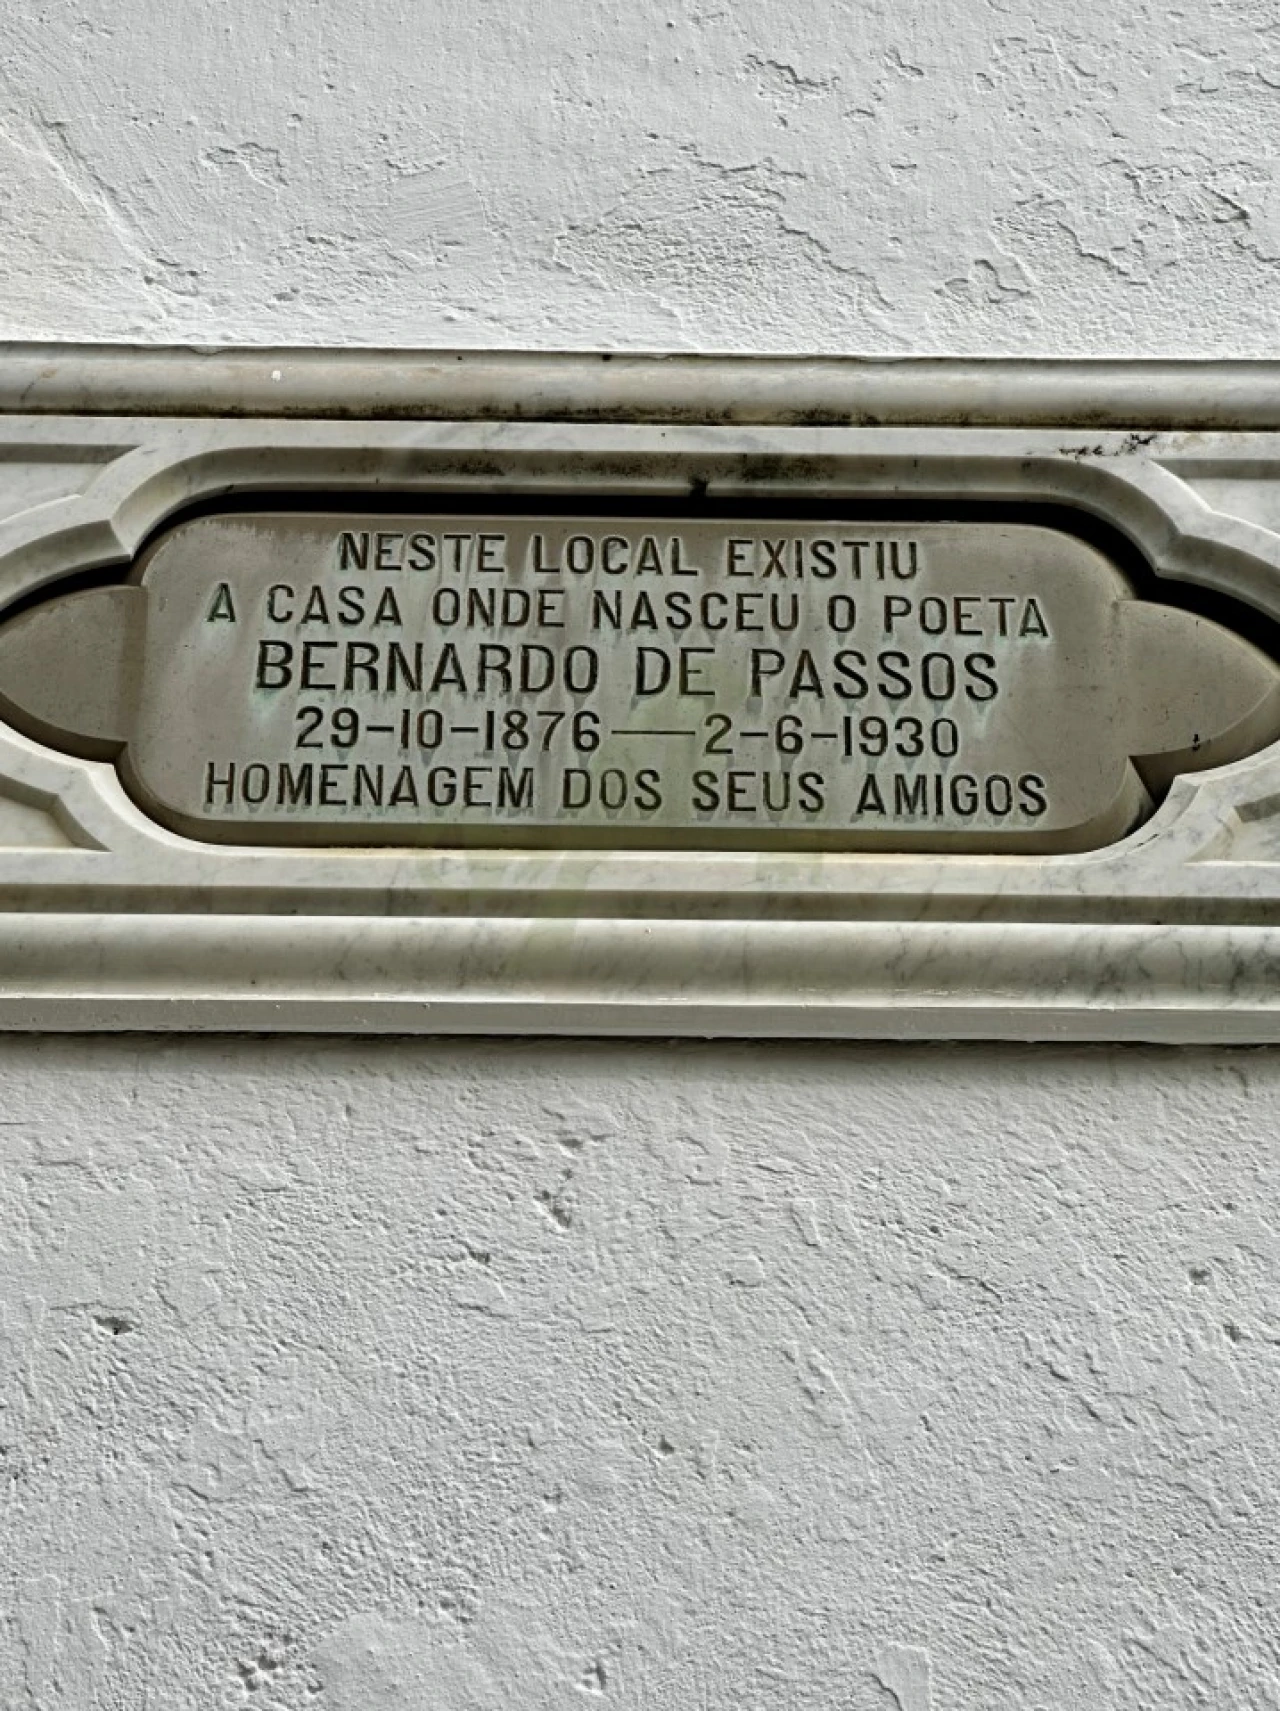 NESTE LOCAL EXISTIU
A CASA ONDE NASCEU O POETA
BERNARDO DE PASSOS
29-10-1876—2-6-1930
HOMENAGEM DOS SEUS AMIGOS